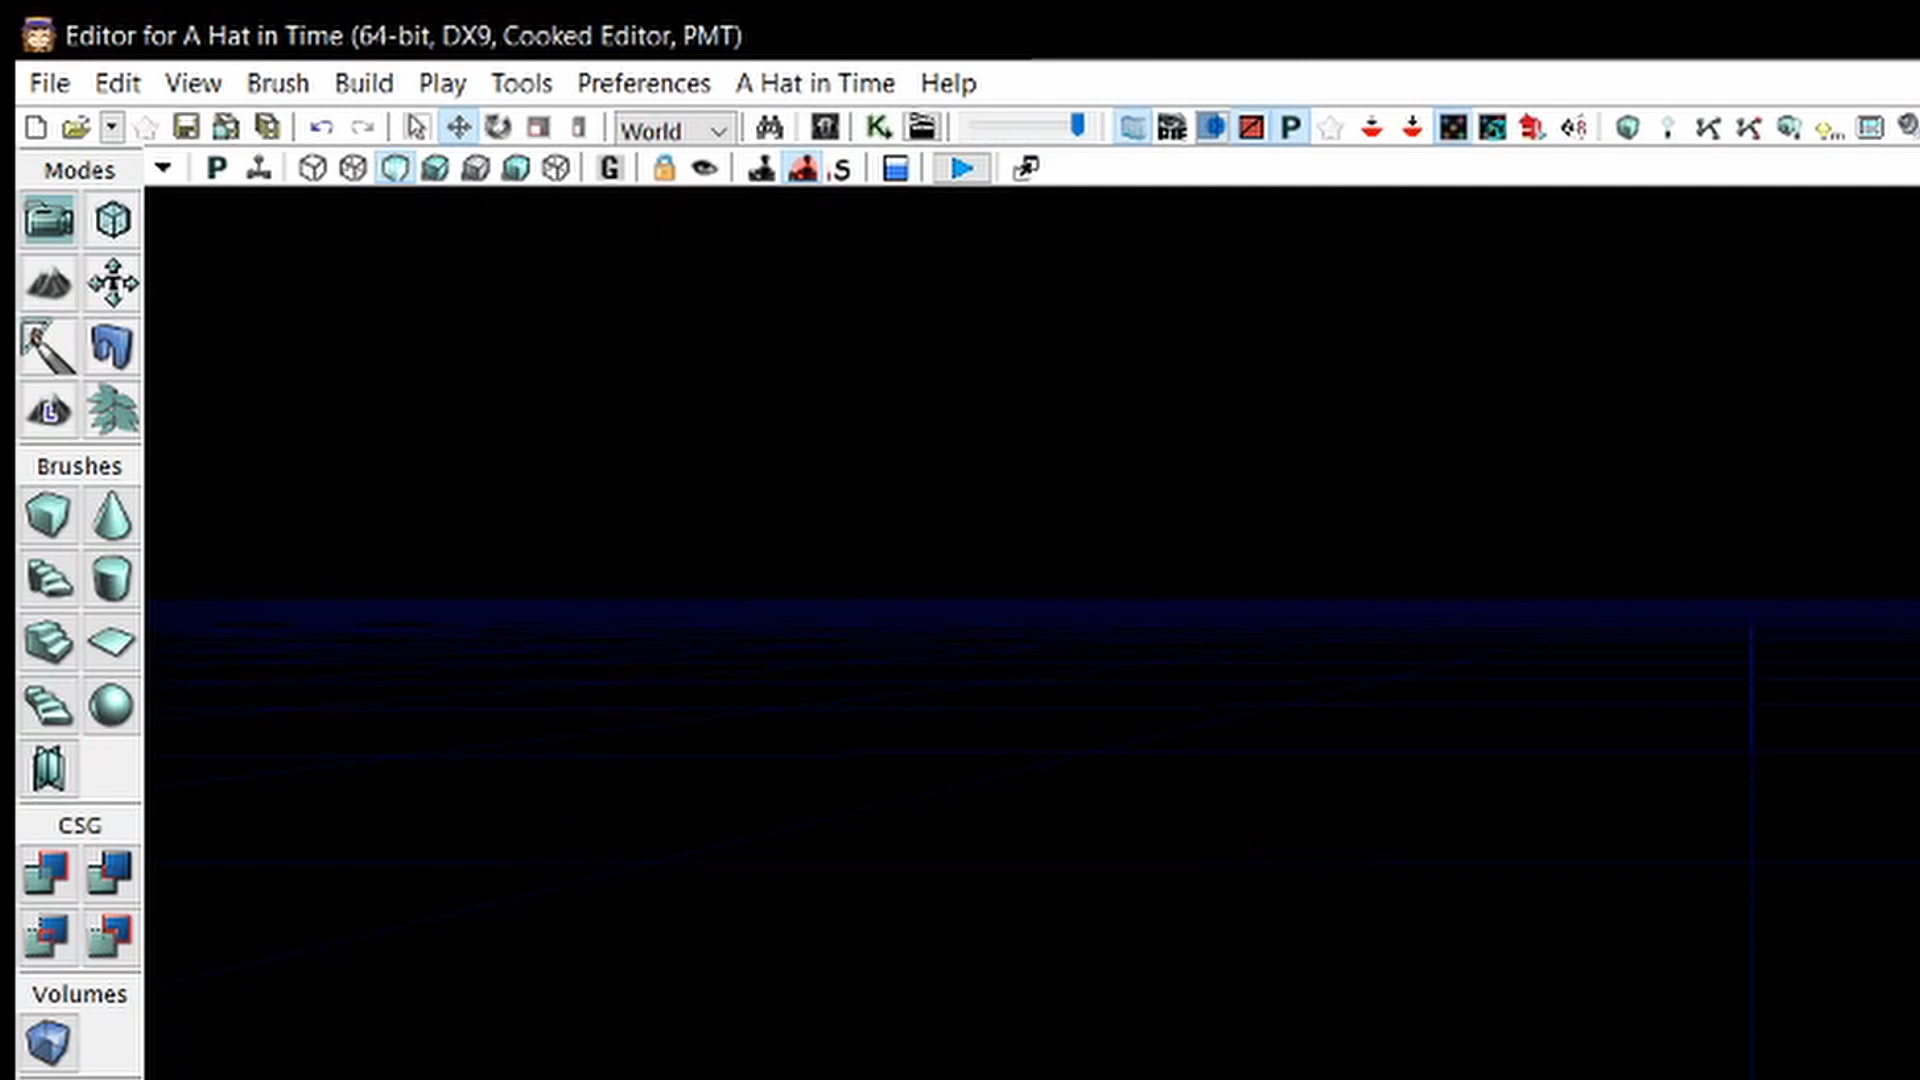 Editor for A Hat in Time (64-bit, DX9, Cooked Editor, PMT)
File Edit View Brush Build Play Tools Preferences A Hat in Time Help
World P
Modes P G S
Brushes
CSG
Volumes